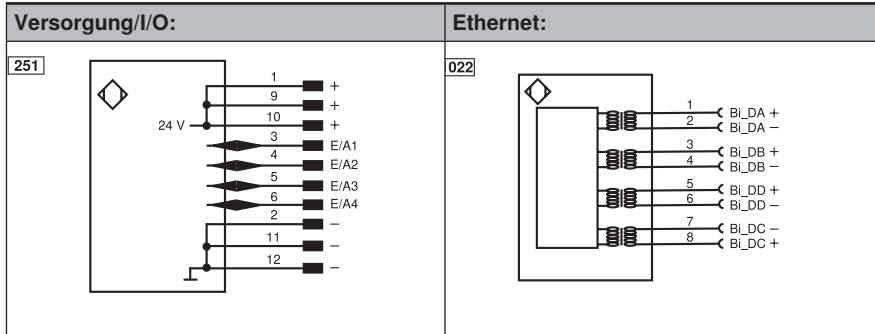 Versorgung/I/O:
Ethernet:
251
1 +
9 +
24 V 10 +
3 E/A1
4 E/A2
5 E/A3
6 E/A4
2 –
11 –
12 –
022
1 Bi_DA +
2 Bi_DA –
3 Bi_DB +
4 Bi_DB –
5 Bi_DD +
6 Bi_DD –
7 Bi_DC –
8 Bi_DC +